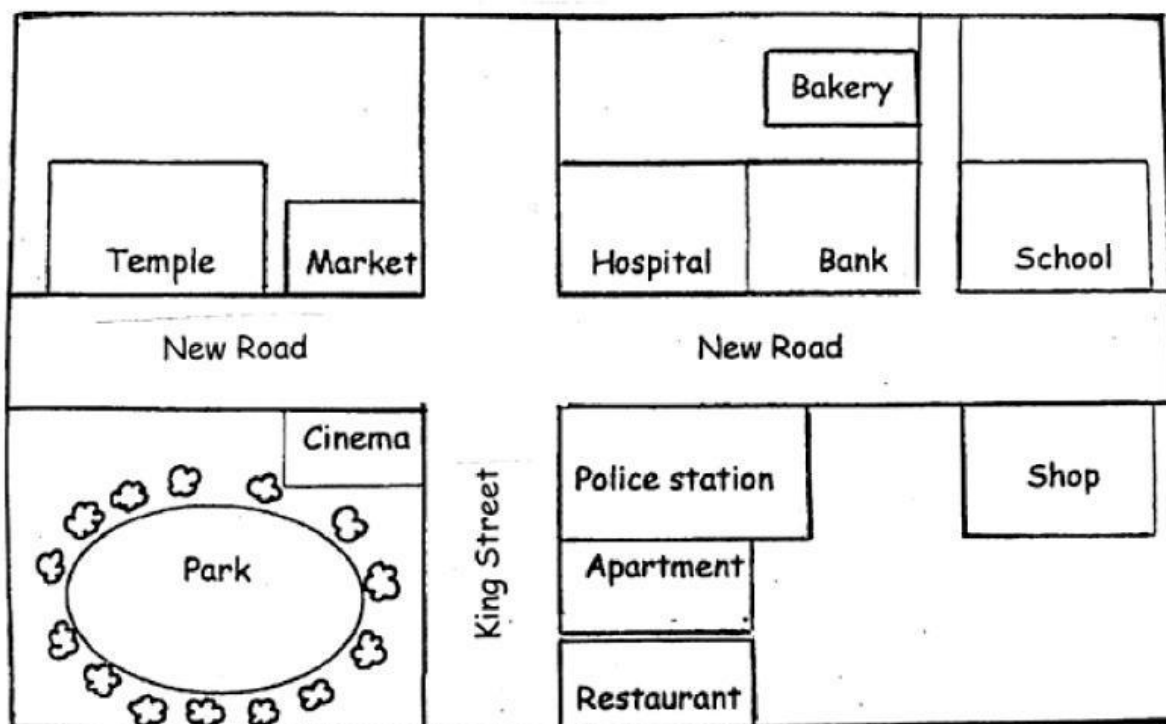 Bakery
Temple
Market
Hospital
Bank
School
New Road
New Road
Cinema
Police station
Shop
Park
Apartment
King Street
Restaurant